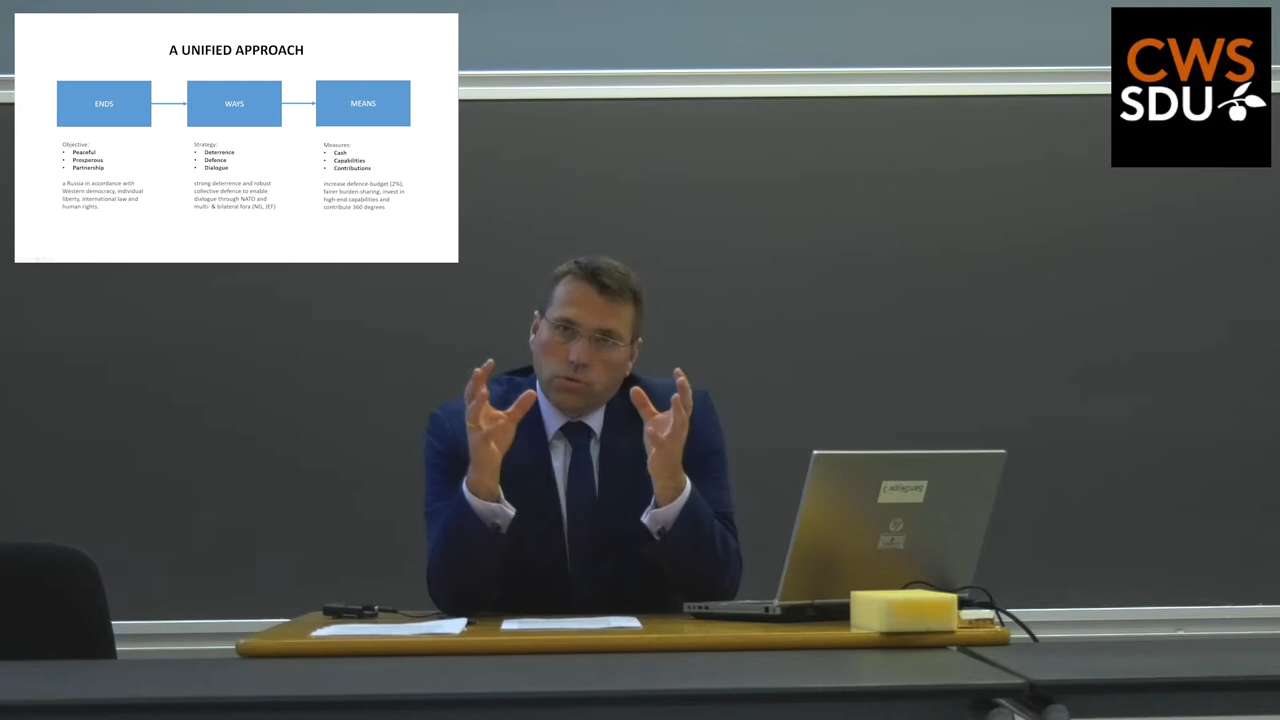 A UNIFIED APPROACH
ENDS
WAYS
MEANS
Objective:
• Peaceful
• Prosperous
• Partnership
a Russia in accordance with
Western democracy, individual
liberty, international law and
human rights.
Strategy:
• Deterrence
• Defence
• Dialogue
strong deterrence and robust
collective defence to enable
dialogue through NATO and
multi- & bilateral fora (NG, JEF)
Measures:
• Cash
• Capabilities
• Contributions
increase defence-budget (2%),
fairer burden-sharing, invest in
high-end capabilities and
contribute 360 degrees
CWS
SDU
hp